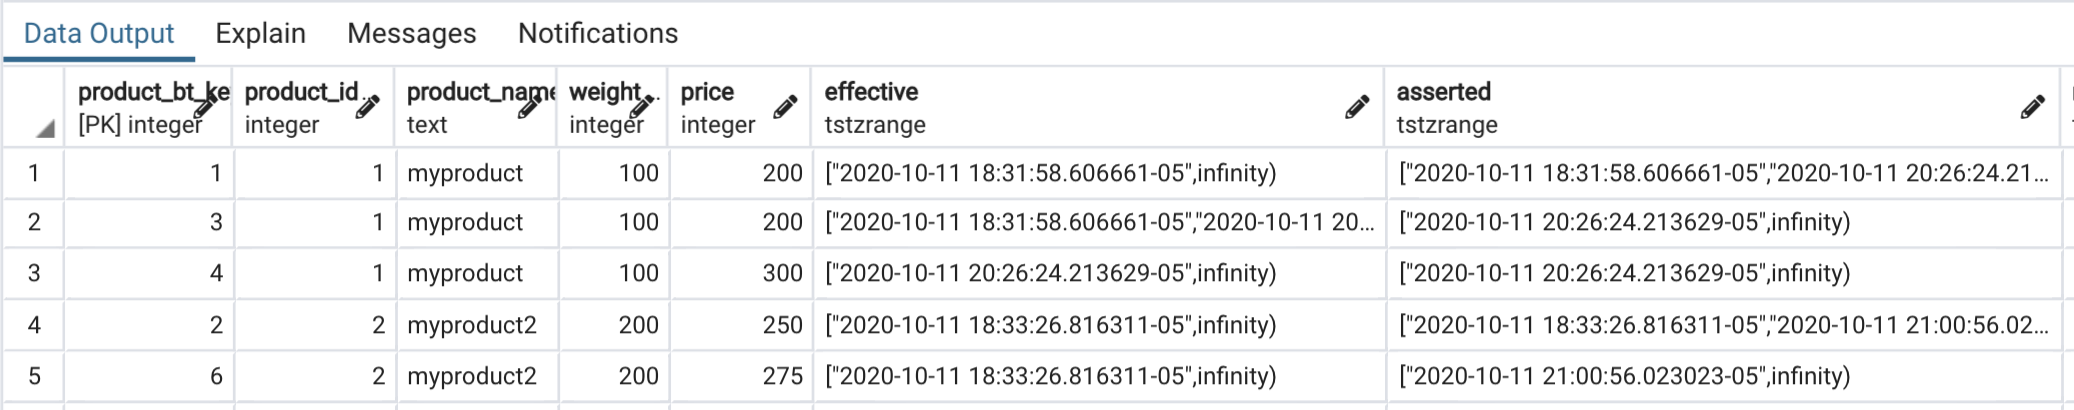 Data Output Explain Messages Notifications
product_bt_ke product_id.. product_name weight.. price effective asserted
[PK] integer integer text integer integer tstzrange tstzrange
1 1 1 myproduct 100 200 ["2020-10-11 18:31:58.606661-05",infinity) ["2020-10-11 18:31:58.606661-05","2020-10-11 20:26:24.21...
2 3 1 myproduct 100 200 ["2020-10-11 18:31:58.606661-05","2020-10-11 20... ["2020-10-11 20:26:24.213629-05",infinity)
3 4 1 myproduct 100 300 ["2020-10-11 20:26:24.213629-05",infinity) ["2020-10-11 20:26:24.213629-05",infinity)
4 2 2 myproduct2 200 250 ["2020-10-11 18:33:26.816311-05",infinity) ["2020-10-11 18:33:26.816311-05","2020-10-11 21:00:56.02...
5 6 2 myproduct2 200 275 ["2020-10-11 18:33:26.816311-05",infinity) ["2020-10-11 21:00:56.023023-05",infinity)